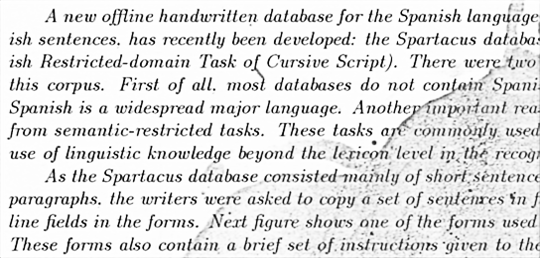 A new offline handwritten database for the Spanish language
ish sentences, has recently been developed: the Spartacus databas
ish Restricted-domain Task of Cursive Script). There were two
this corpus. First of all, most databases do not contain Spani
Spanish is a widespread major language. Another important rea
from semantic-restricted tasks. These tasks are commonly used
use of linguistic knowledge beyond the lexicon level in the recogn
As the Spartacus database consisted mainly of short sentence
paragraphs, the writers were asked to copy a set of sentences in f
line fields in the forms. Next figure shows one of the forms used
These forms also contain a brief set of instructions given to the